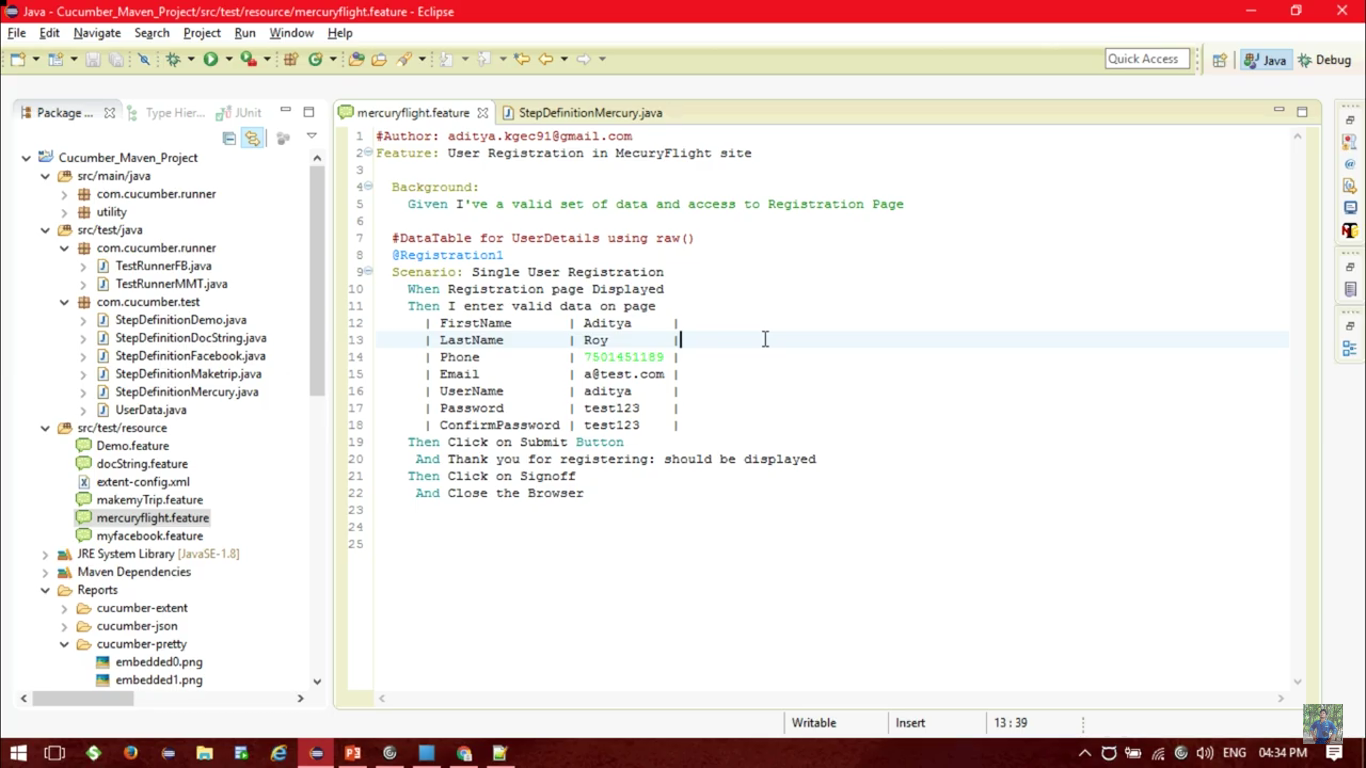 Java - Cucumber_Maven_Project/src/test/resource/mercuryflight.feature - Eclipse
File Edit Navigate Search Project Run Window Help
Quick Access
Java
Debug
Package ...
Type Hier...
JUnit
mercuryflight.feature
StepDefinitionMercury.java
Cucumber_Maven_Project
src/main/java
com.cucumber.runner
utility
src/test/java
com.cucumber.runner
TestRunnerFB.java
TestRunnerMMT.java
com.cucumber.test
StepDefinitionDemo.java
StepDefinitionDocString.java
StepDefinitionFacebook.java
StepDefinitionMaketrip.java
StepDefinitionMercury.java
UserData.java
src/test/resource
Demo.feature
docString.feature
extent-config.xml
makemyTrip.feature
mercuryflight.feature
myfacebook.feature
JRE System Library [JavaSE-1.8]
Maven Dependencies
Reports
cucumber-extent
cucumber-json
cucumber-pretty
embedded0.png
embedded1.png
1 #Author: aditya.kgec91@gmail.com
2 Feature: User Registration in MecuryFlight site
3
4 Background:
5 Given I've a valid set of data and access to Registration Page
6
7 #DataTable for UserDetails using raw()
8 @Registration1
9 Scenario: Single User Registration
10 When Registration page Displayed
11 Then I enter valid data on page
12 | FirstName | Aditya |
13 | LastName | Roy |
14 | Phone | 7501451189 |
15 | Email | a@test.com |
16 | UserName | aditya |
17 | Password | test123 |
18 | ConfirmPassword | test123 |
19 Then Click on Submit Button
20 And Thank you for registering: should be displayed
21 Then Click on Signoff
22 And Close the Browser
23
24
25
Writable
Insert
13 : 39
ENG
04:34 PM